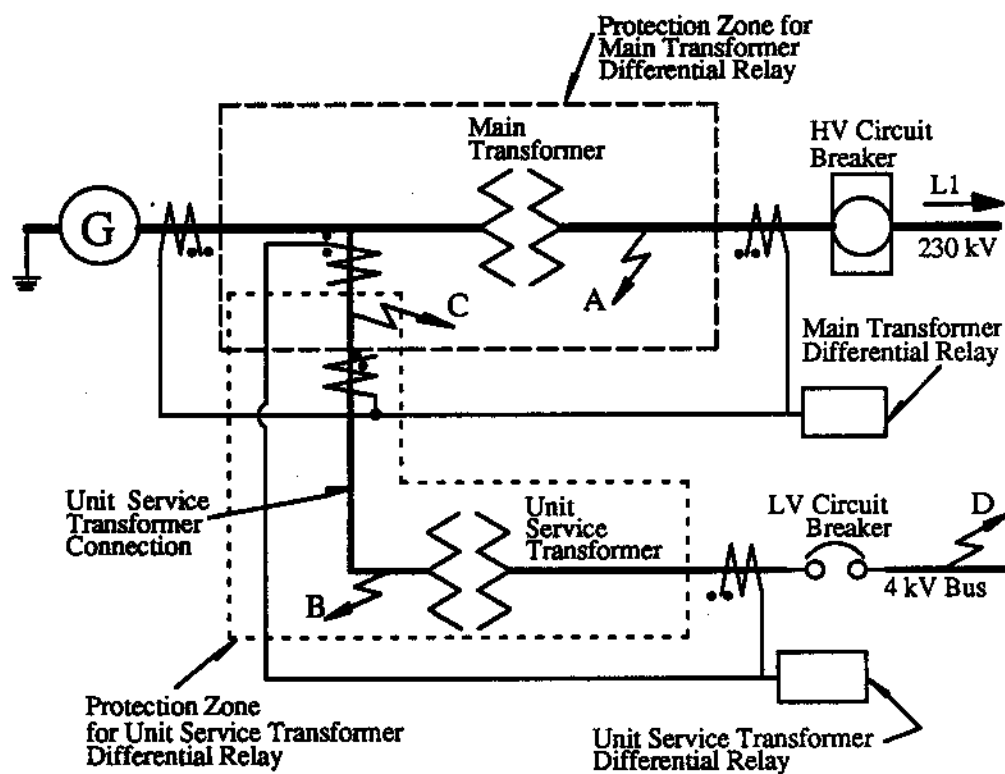 Protection Zone for
Main Transformer
Differential Relay
Main
Transformer
HV Circuit
Breaker
L1
G
230 kV
A
C
Main Transformer
Differential Relay
Unit Service
Transformer
Connection
Unit
Service
Transformer
LV Circuit
Breaker
D
B
4 kV Bus
Protection Zone
for Unit Service Transformer
Differential Relay
Unit Service Transformer
Differential Relay